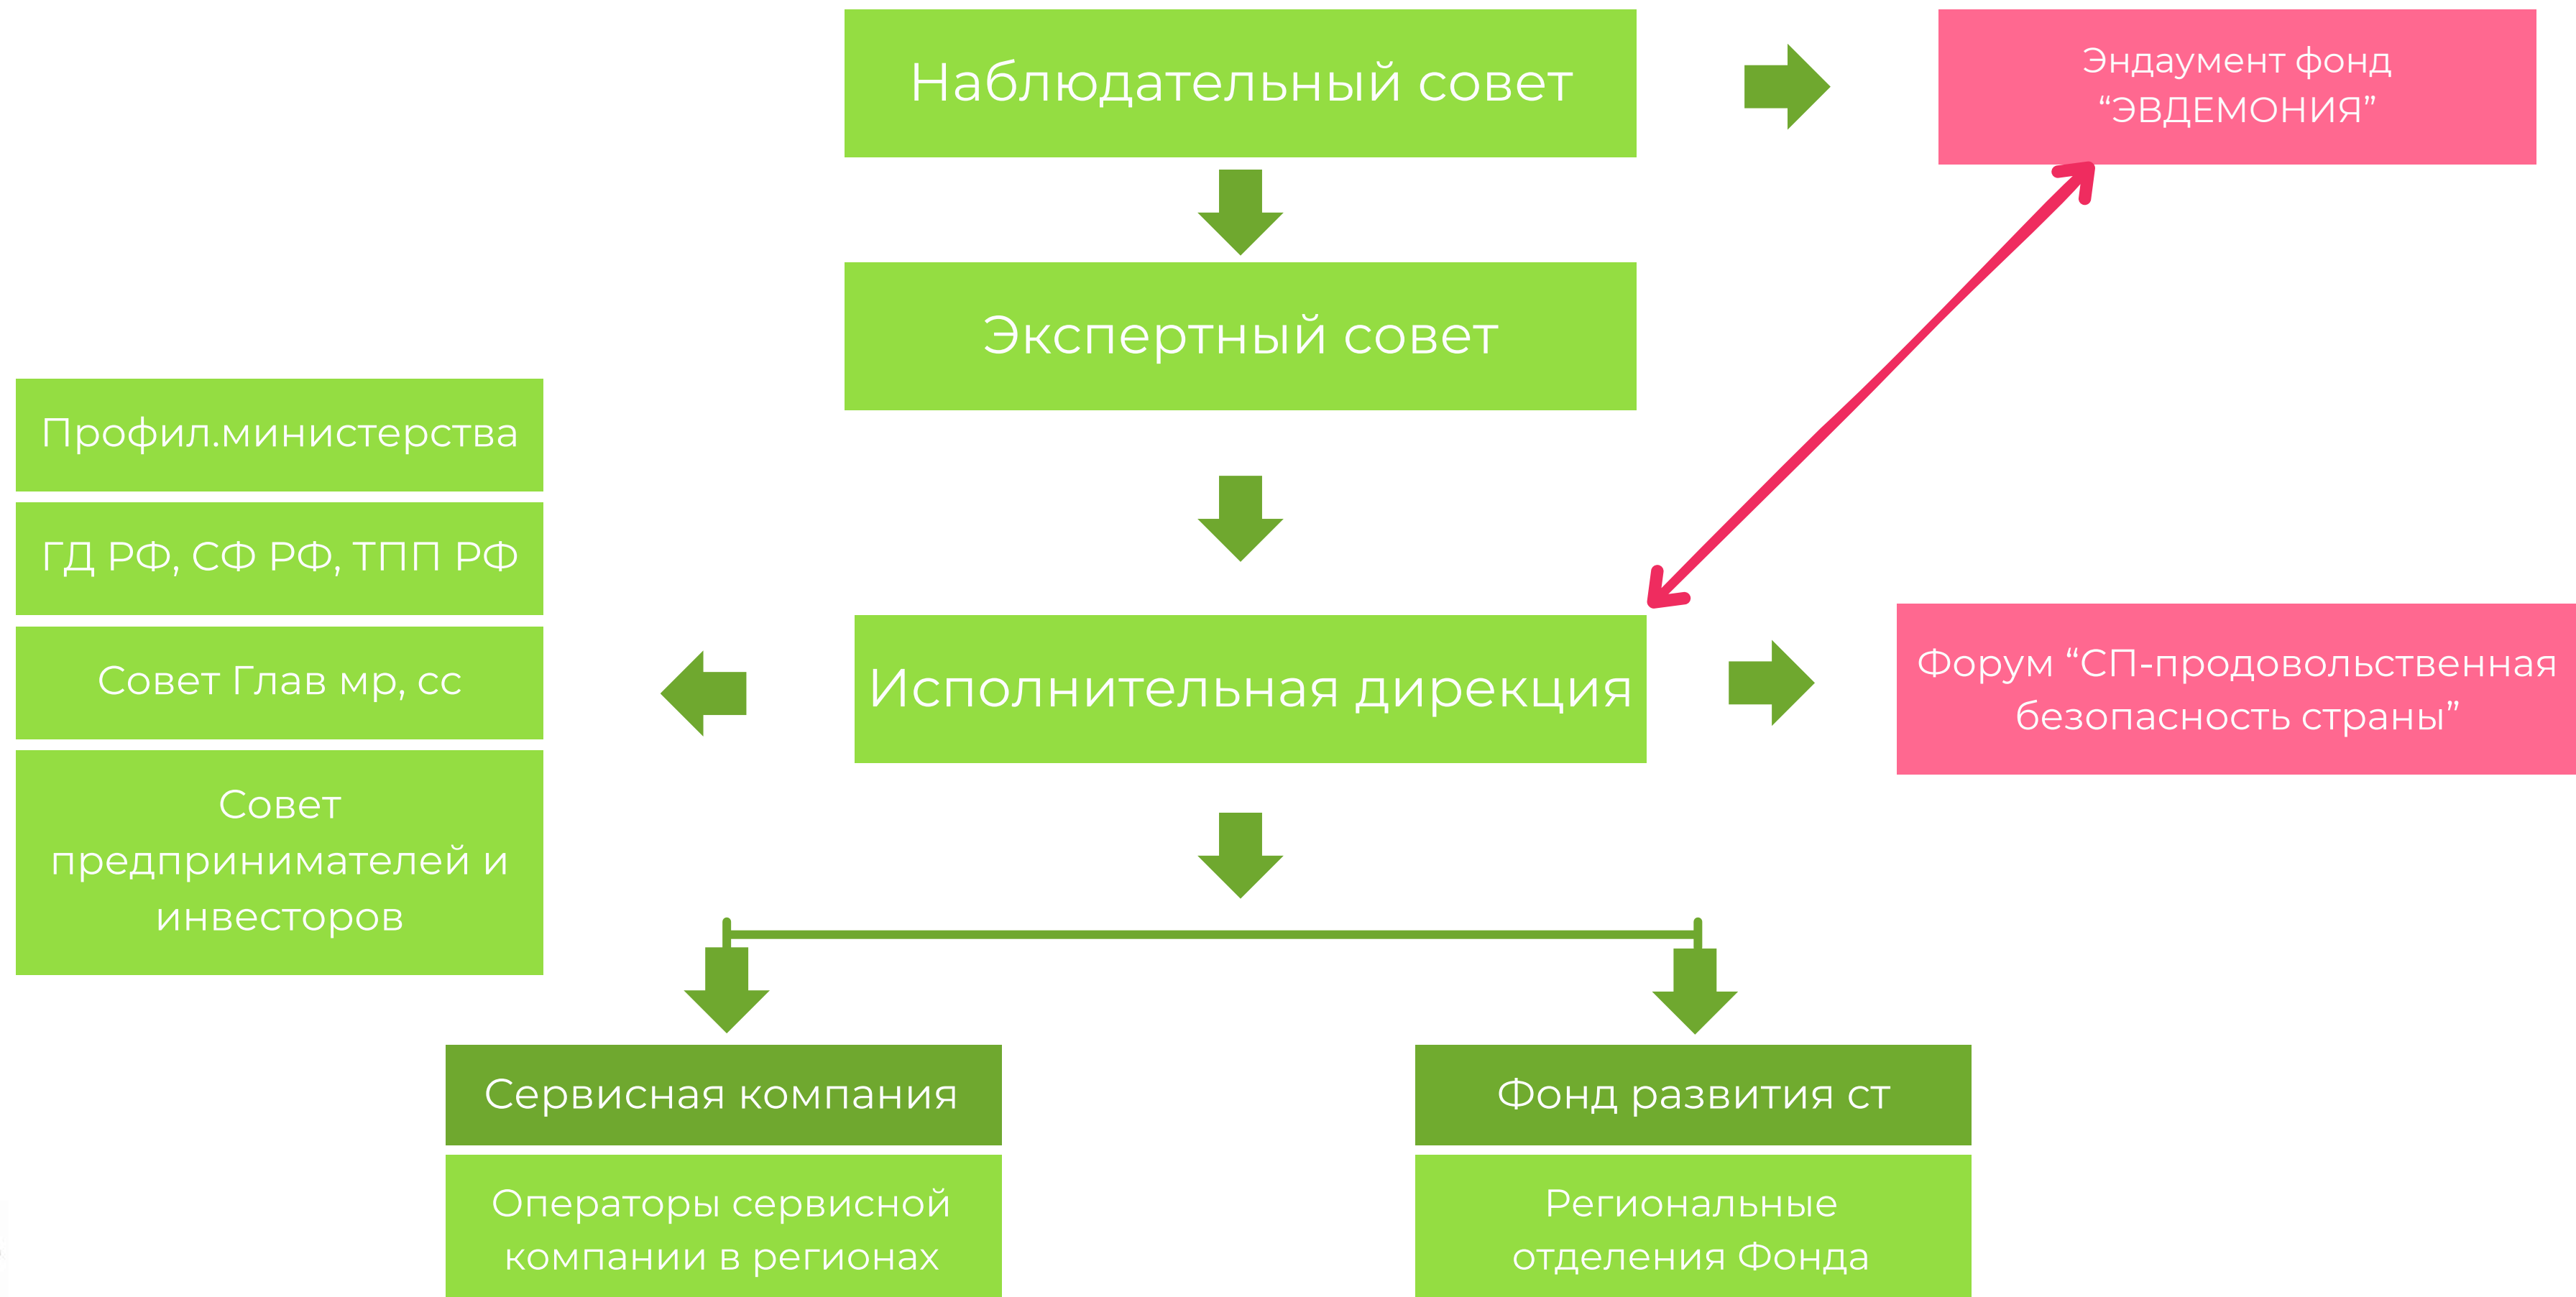 Наблюдательный совет
Эндаумент фонд
“ЭВДЕМОНИЯ”
Экспертный совет
Профил.министерства
ГД РФ, СФ РФ, ТПП РФ
Совет Глав мр, сс
Совет
предпринимателей и
инвесторов
Исполнительная дирекция
Форум “СП-продовольственная
безопасность страны”
Сервисная компания
Операторы сервисной
компании в регионах
Фонд развития ст
Региональные
отделения Фонда